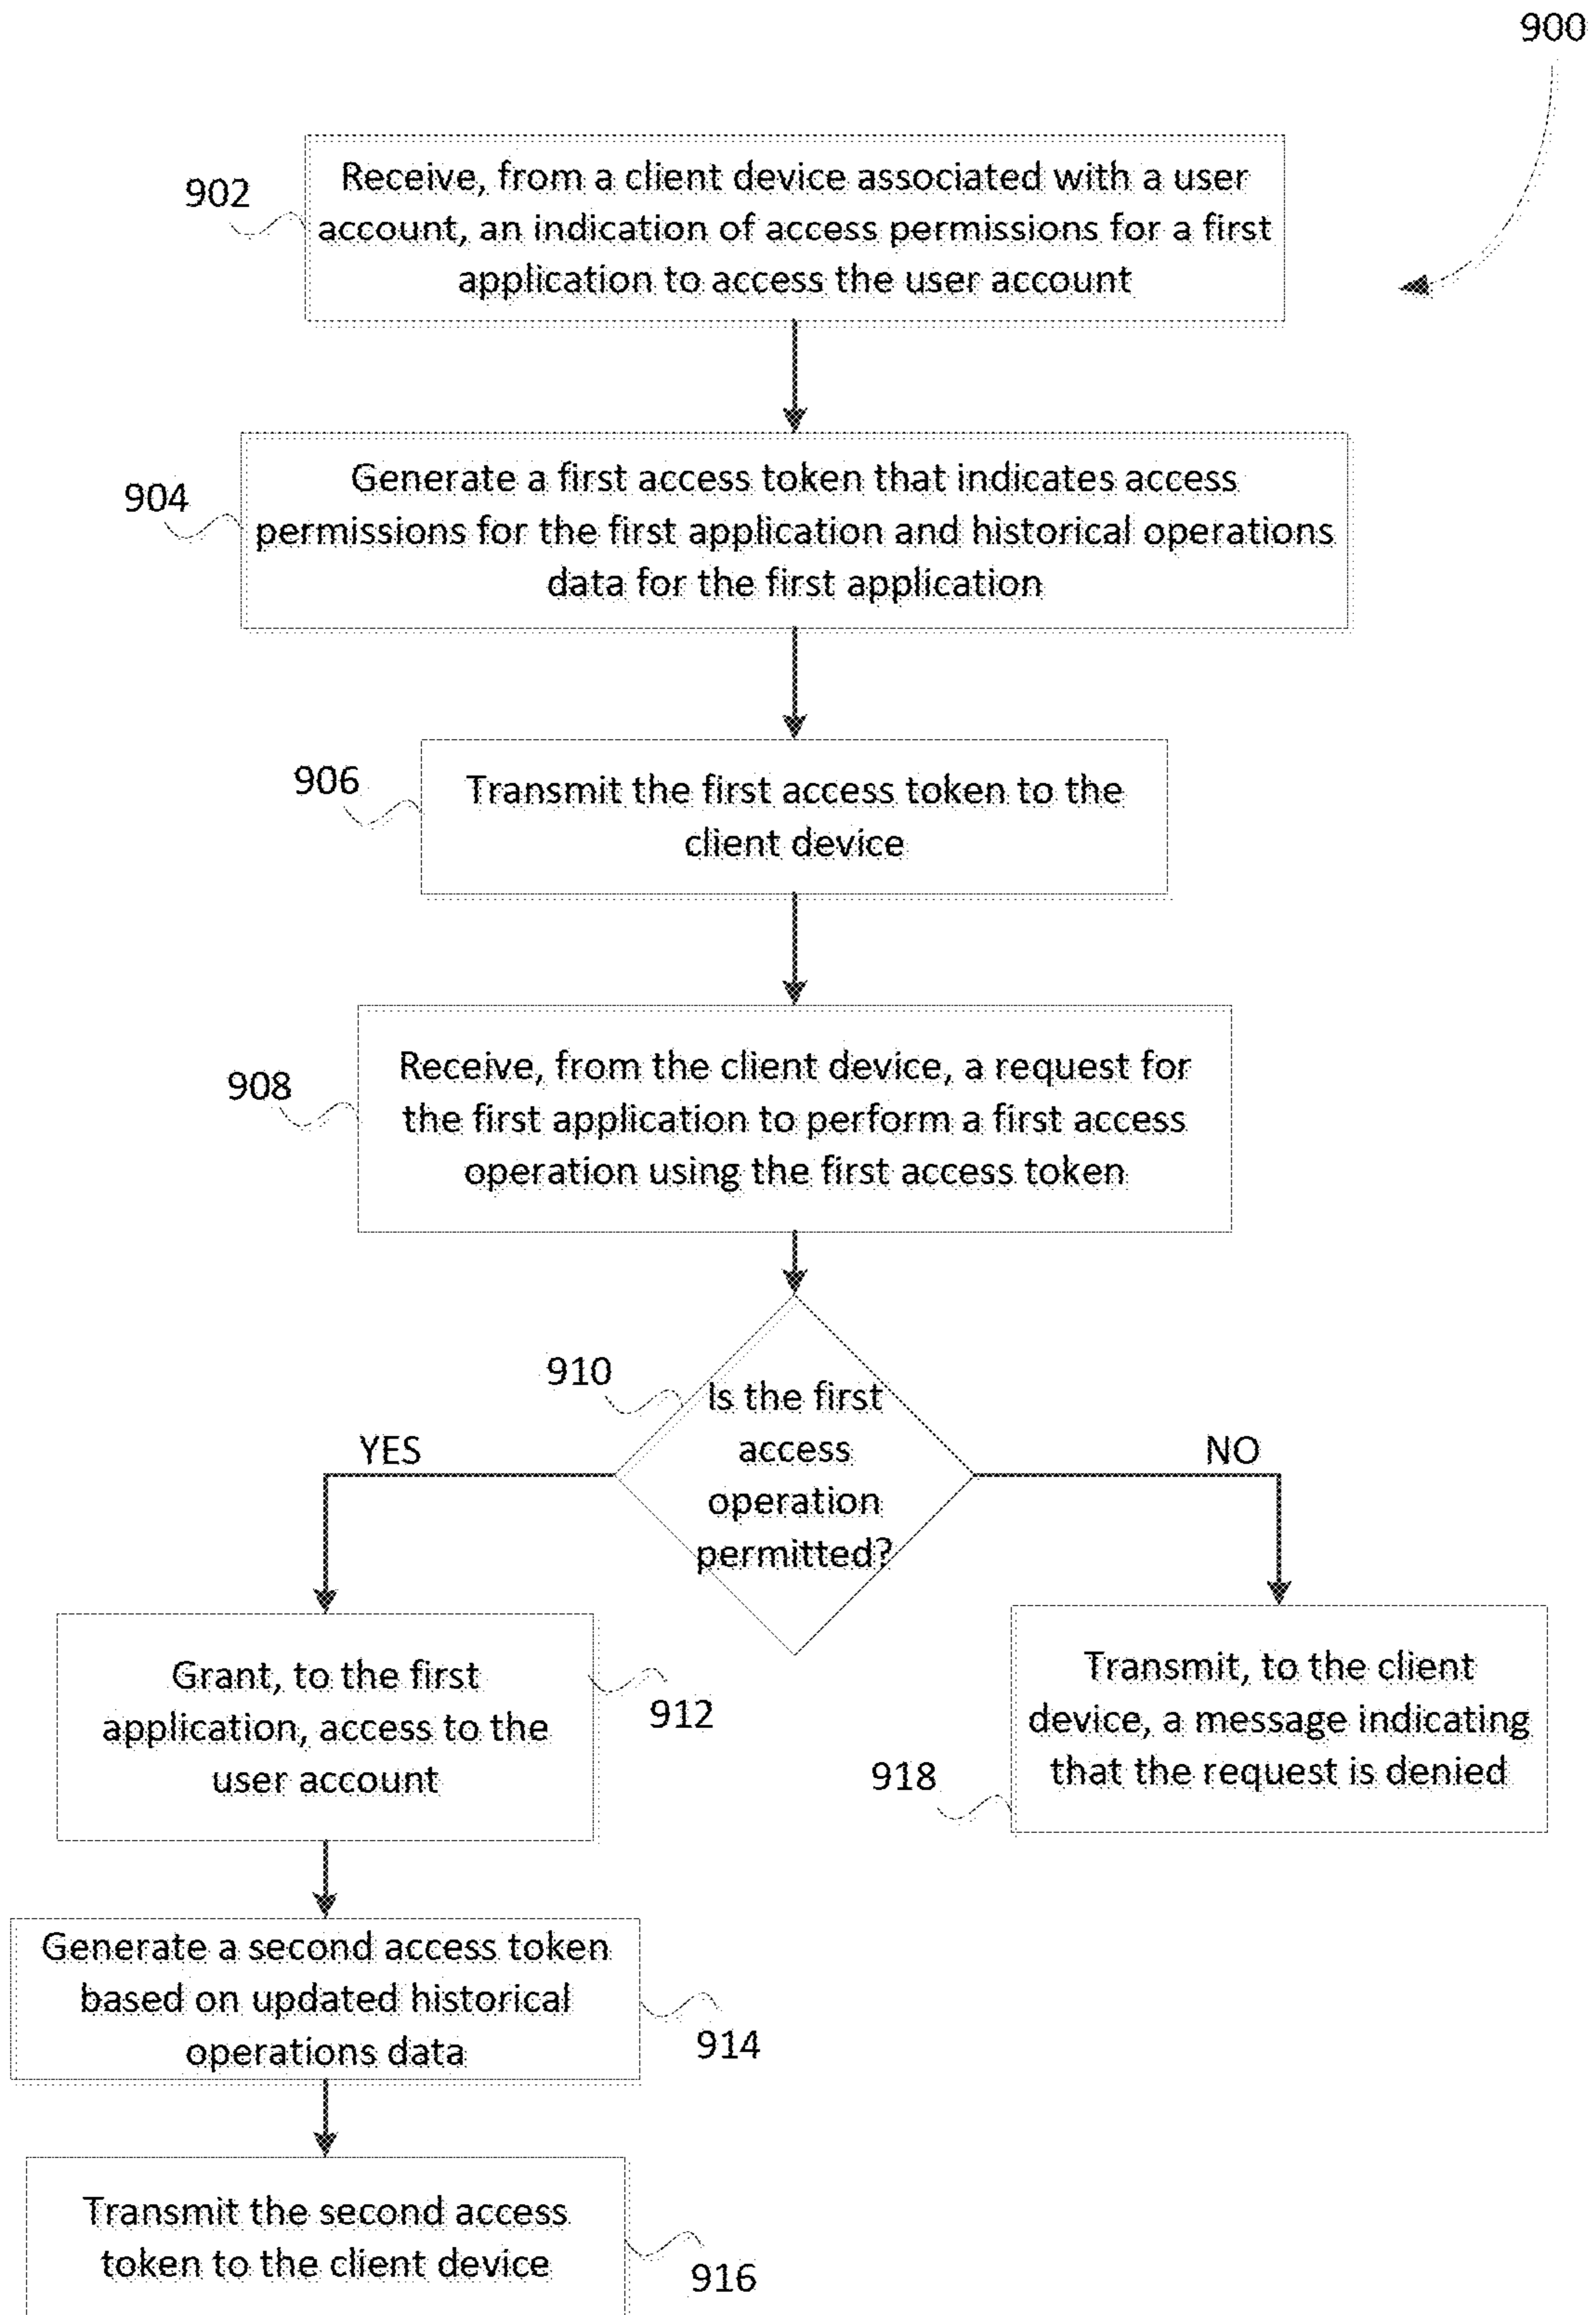 900
902
Receive, from a client device associated with a user
account, an indication of access permissions for a first
application to access the user account
904
Generate a first access token that indicates access
permissions for the first application and historical operations
data for the first application
906
Transmit the first access token to the
client device
908
Receive, from the client device, a request for
the first application to perform a first access
operation using the first access token
910
Is the first
access
operation
permitted?
YES
NO
Grant, to the first
application, access to the
user account
912
Transmit, to the client
device, a message indicating
that the request is denied
918
Generate a second access token
based on updated historical
operations data
914
Transmit the second access
token to the client device
916